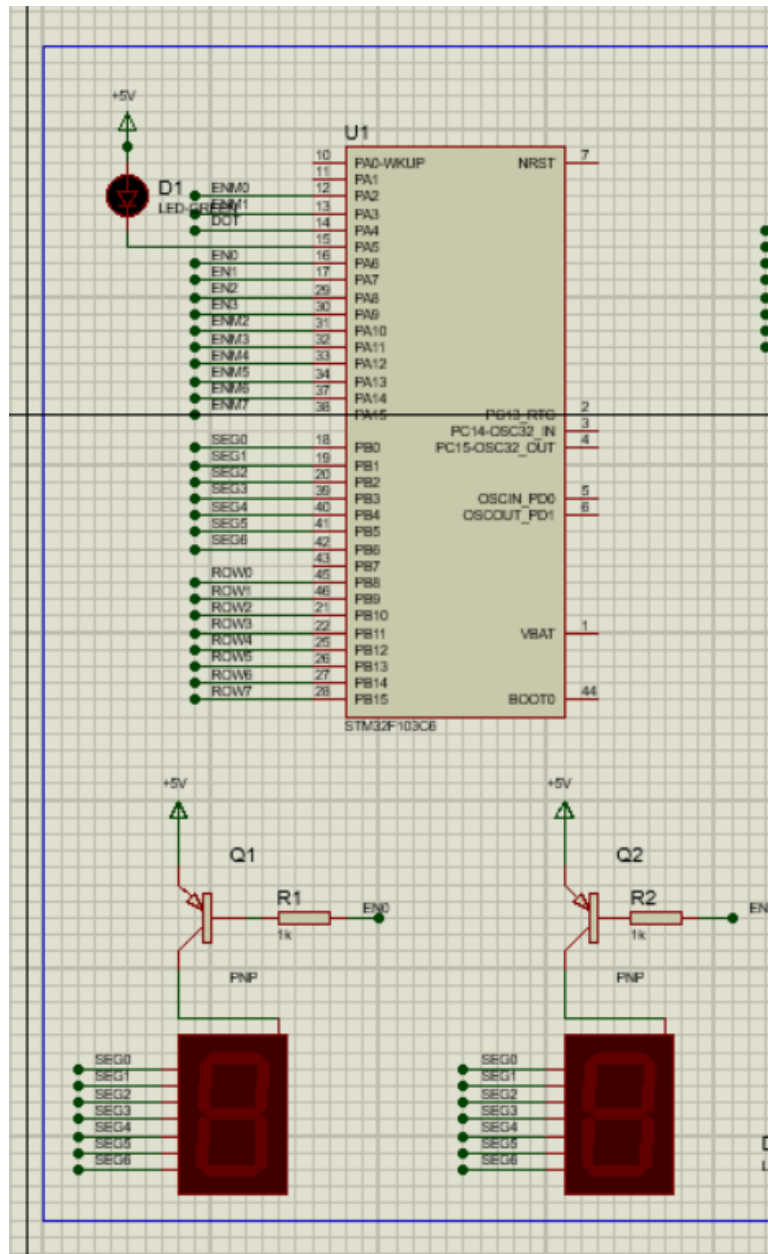 +5V
U1
D1
LED-GREEN
10 PA0-WKUP NRST 7
11 PA1
ENM0 12 PA2
ENM1 13 PA3
DOT 14 PA4
15 PA5
EN0 16 PA6
EN1 17 PA7
EN2 29 PA8
EN3 30 PA9
ENM2 31 PA10
ENM3 32 PA11
ENM4 33 PA12
ENM5 34 PA13
ENM6 37 PA14
ENM7 38 PA15 PC13_RTC 2
PC14-OSC32_IN 3
SEG0 18 PB0 PC15-OSC32_OUT 4
SEG1 19 PB1
SEG2 20 PB2
SEG3 39 PB3 OSCIN_PD0 5
SEG4 40 PB4 OSCOUT_PD1 6
SEG5 41 PB5
SEG6 42 PB6
43 PB7
ROW0 45 PB8
ROW1 46 PB9
ROW2 21 PB10
ROW3 22 PB11 VBAT 1
ROW4 25 PB12
ROW5 26 PB13
ROW6 27 PB14
ROW7 28 PB15 BOOT0 44
STM32F103C6
+5V +5V
Q1 Q2
R1 EN0 R2 EN
1k 1k
PNP PNP
SEG0 SEG0
SEG1 SEG1
SEG2 SEG2
SEG3 SEG3
SEG4 SEG4
SEG5 SEG5
SEG6 SEG6